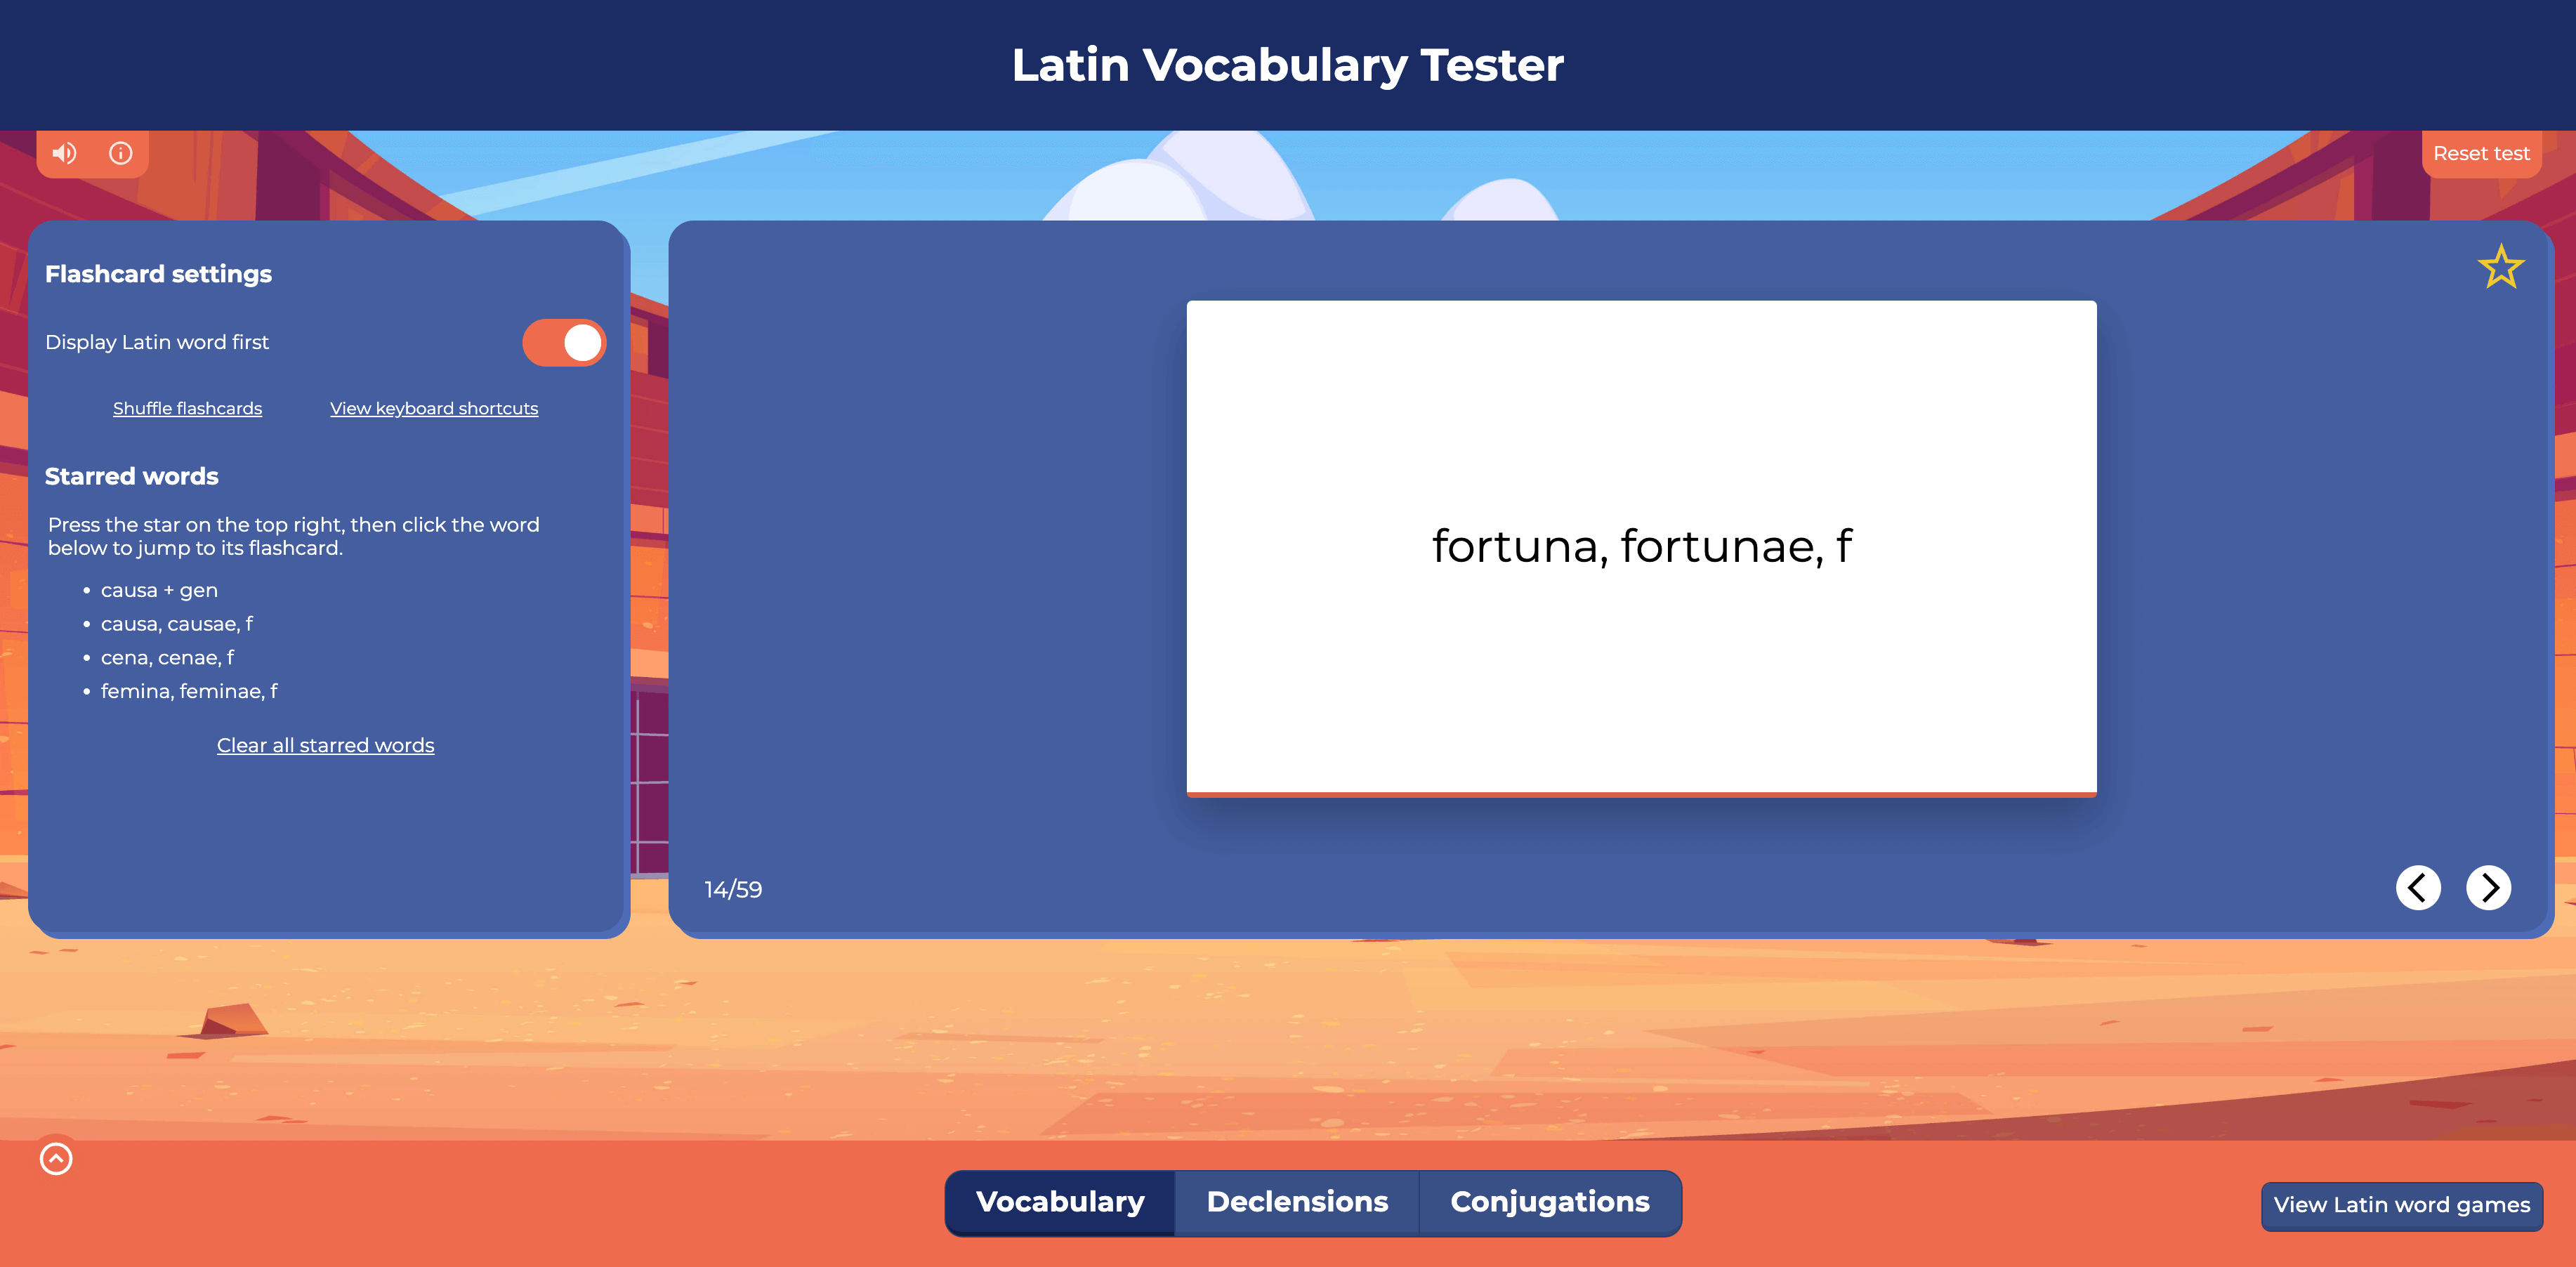 Latin Vocabulary Tester
Reset test
Flashcard settings
Display Latin word first
Shuffle flashcards
View keyboard shortcuts
Starred words
Press the star on the top right, then click the word
below to jump to its flashcard.
causa + gen
causa, causae, f
cena, cenae, f
femina, feminae, f
Clear all starred words
fortuna, fortunae, f
14/59
Vocabulary
Declensions
Conjugations
View Latin word games